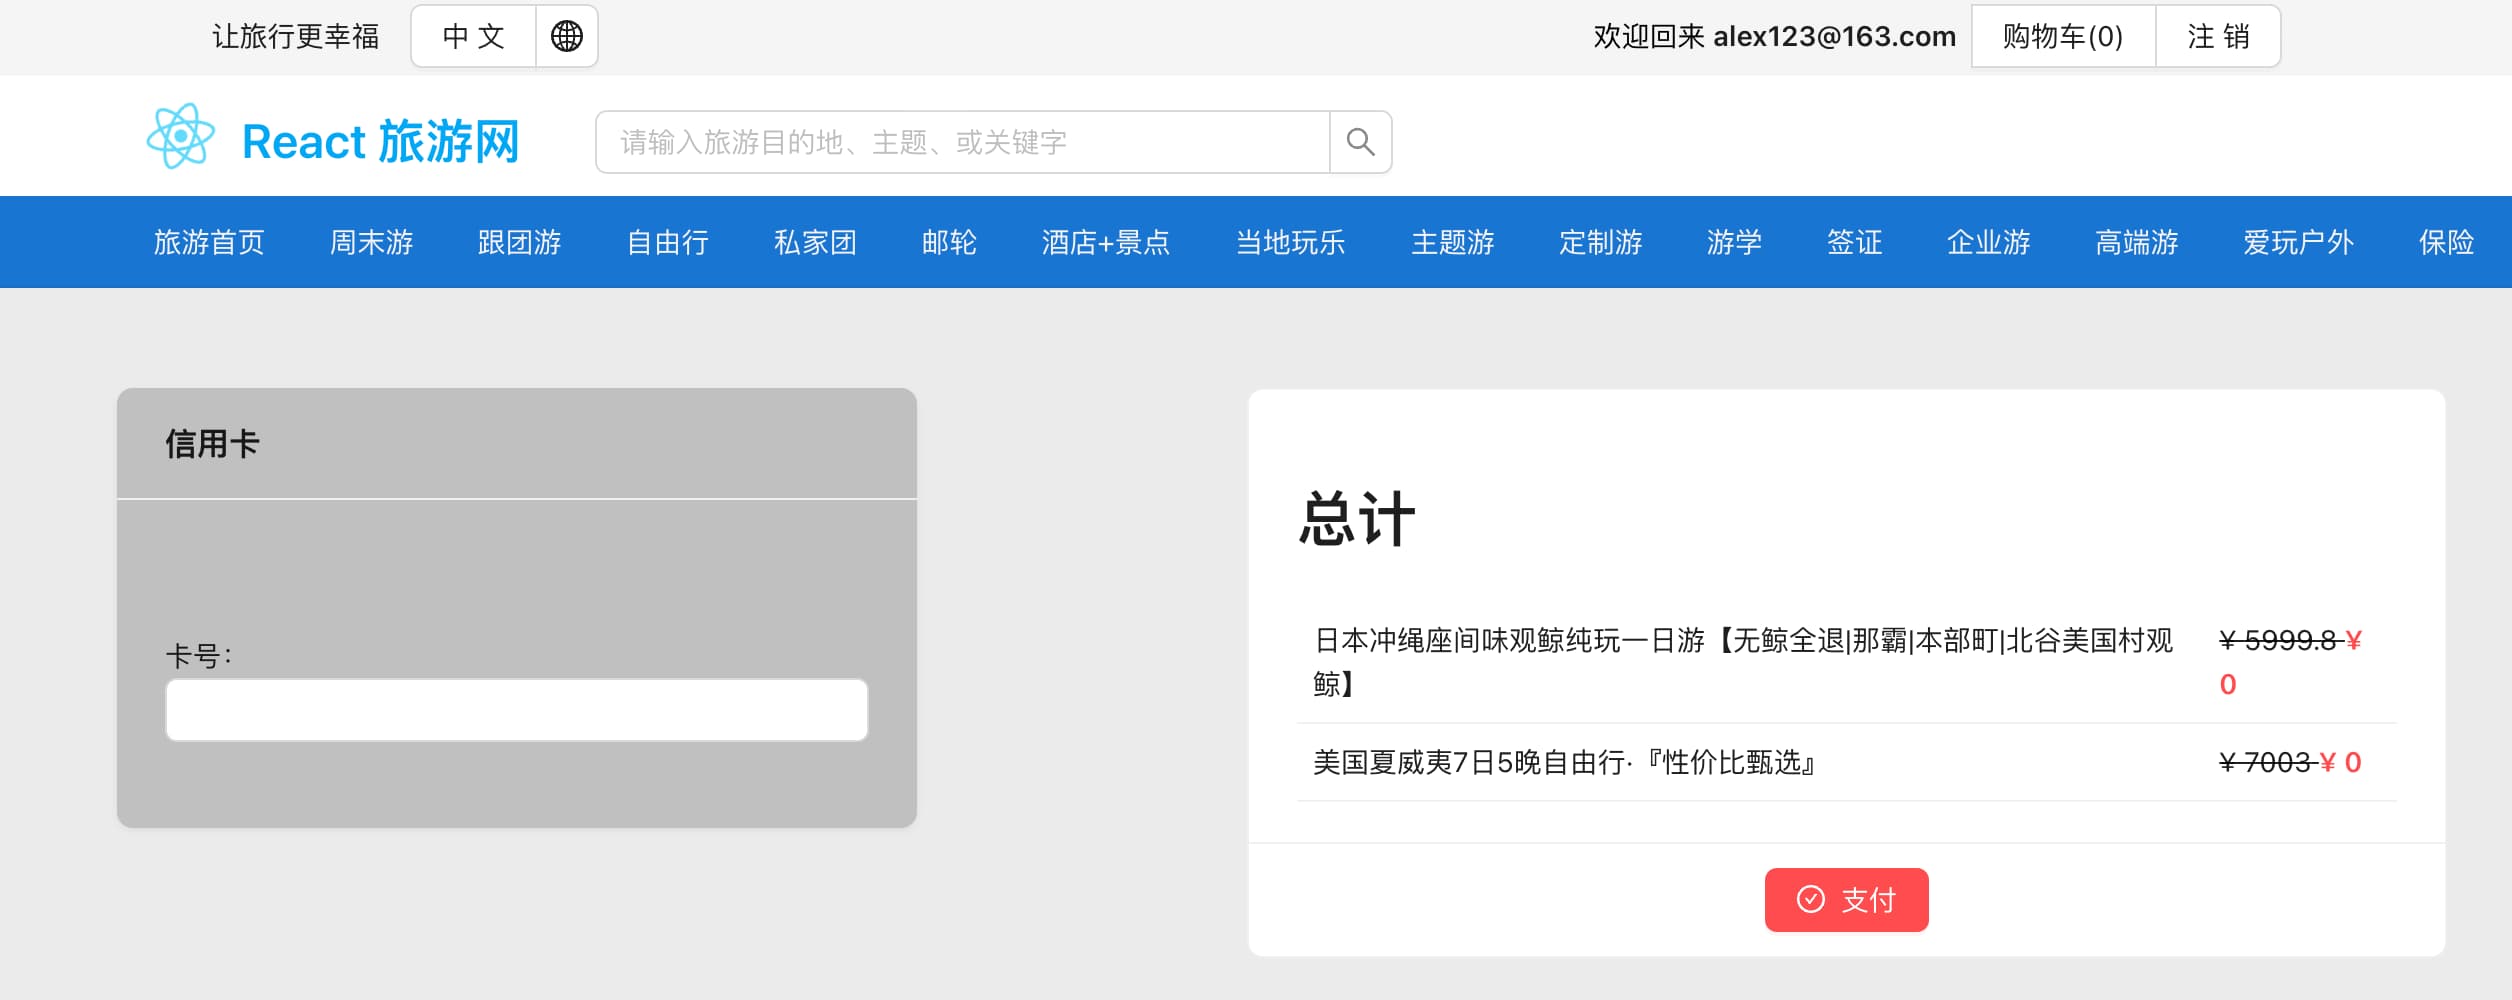 让旅行更幸福
中 文
欢迎回来 alex123@163.com
购物车(0)
注 销
React 旅游网
请输入旅游目的地、主题、或关键字
旅游首页 周末游 跟团游 自由行 私家团 邮轮 酒店+景点 当地玩乐 主题游 定制游 游学 签证 企业游 高端游 爱玩户外 保险
信用卡
卡号:
总计
日本冲绳座间味观鲸纯玩一日游【无鲸全退|那霸|本部町|北谷美国村观
鲸】
¥ 5999.8 ¥
0
美国夏威夷7日5晚自由行·『性价比甄选』
¥ 7003 ¥ 0
支付